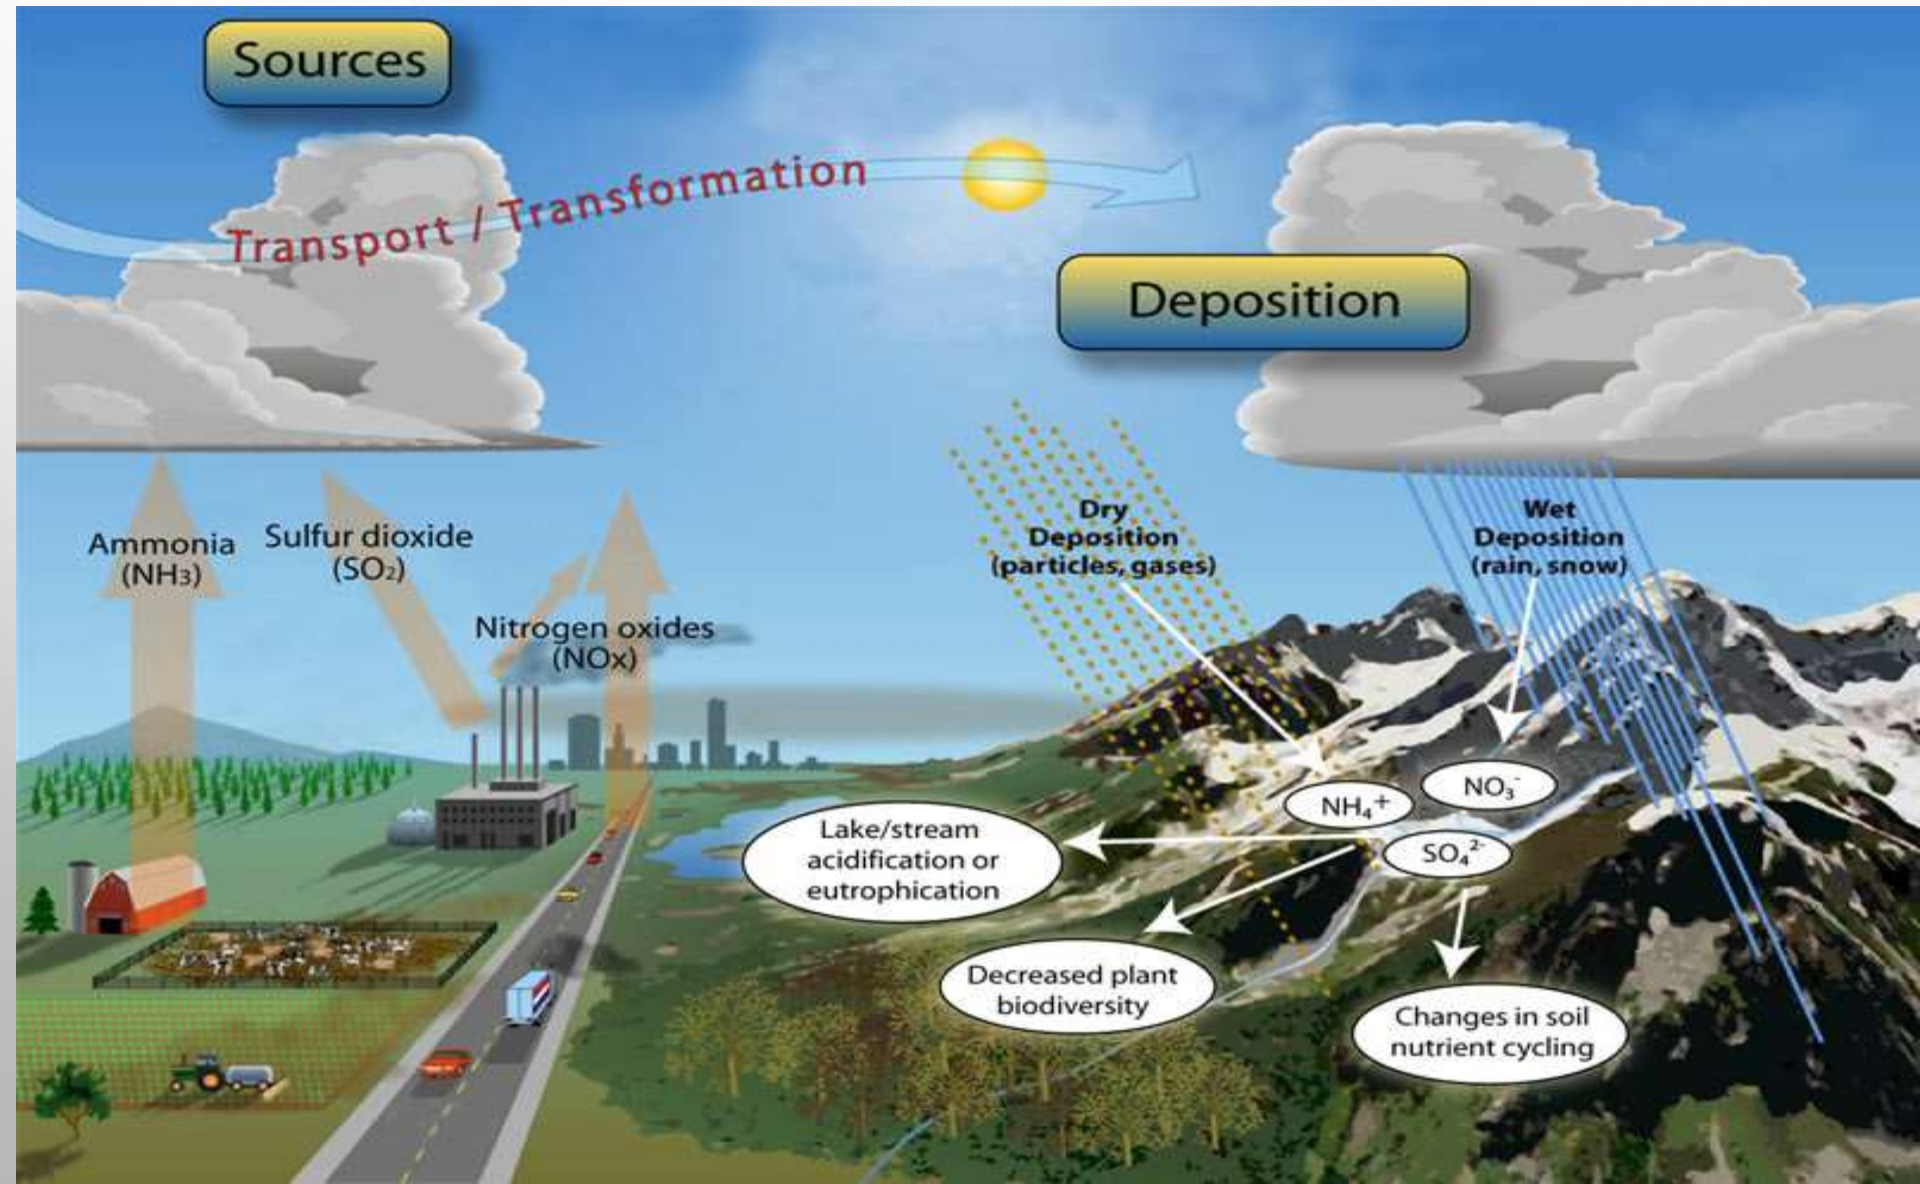 Sources
Transport / Transformation
Deposition
Ammonia
(NH₃)
Sulfur dioxide
(SO₂)
Nitrogen oxides
(NOx)
Dry
Deposition
(particles, gases)
Wet
Deposition
(rain, snow)
NH₄⁺
NO₃⁻
SO₄²⁻
Lake/stream
acidification or
eutrophication
Decreased plant
biodiversity
Changes in soil
nutrient cycling